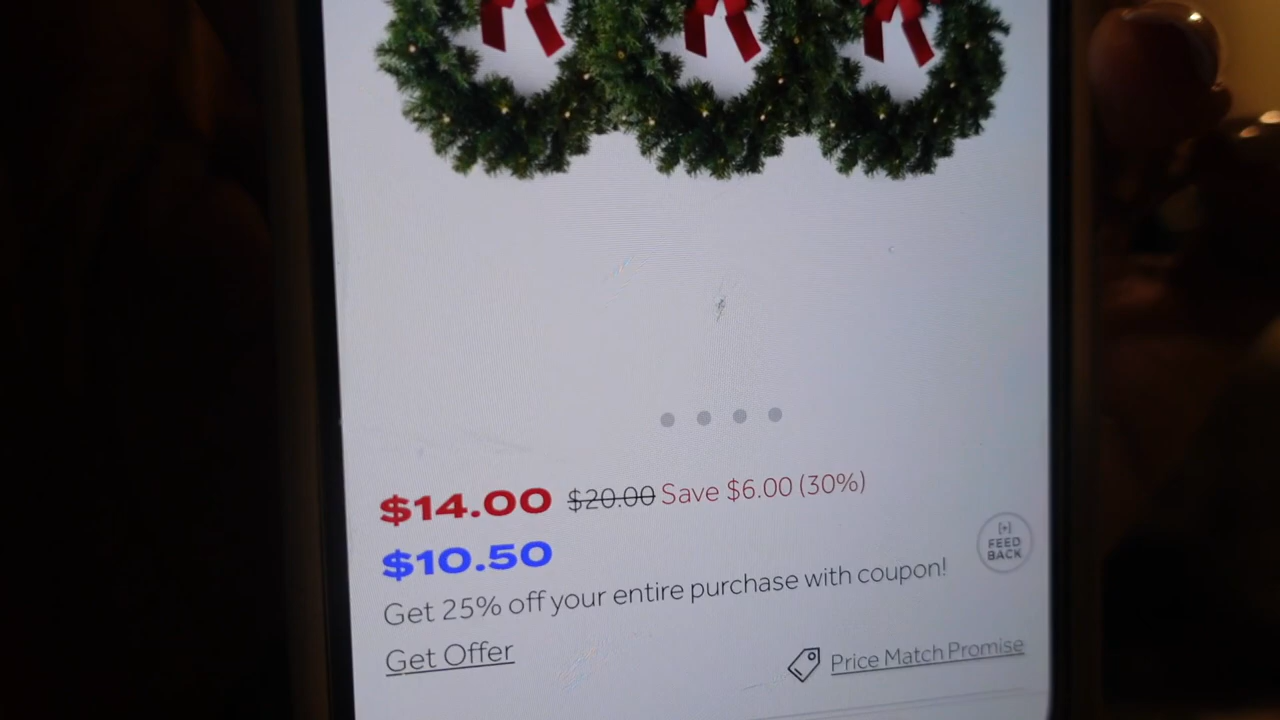 $14.00 $20.00 Save $6.00 (30%)
$10.50
[+]
FEED
BACK
Get 25% off your entire purchase with coupon!
Get Offer
Price Match Promise